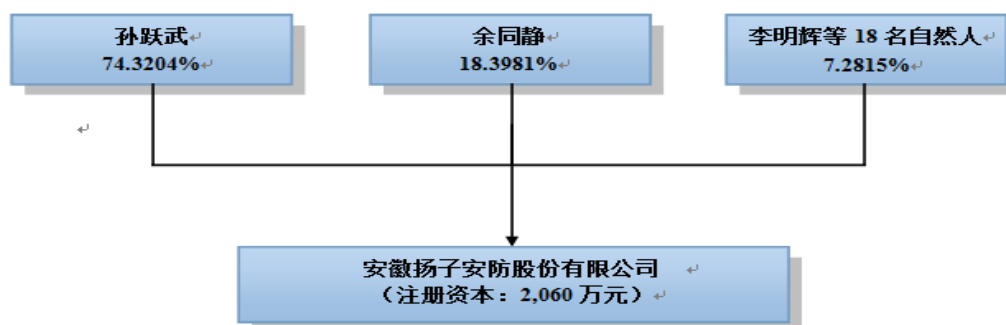 孙跃武
74.3204%
余同静
18.3981%
李明辉等 18 名自然人
7.2815%
安徽扬子安防股份有限公司
（注册资本：2,060 万元）